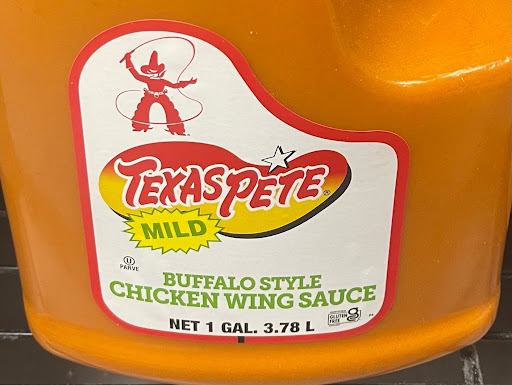 TEXAS PETE®
MILD
U
PARVE
BUFFALO STYLE
CHICKEN WING SAUCE
NET 1 GAL. 3.78 L
GLUTEN
FREE